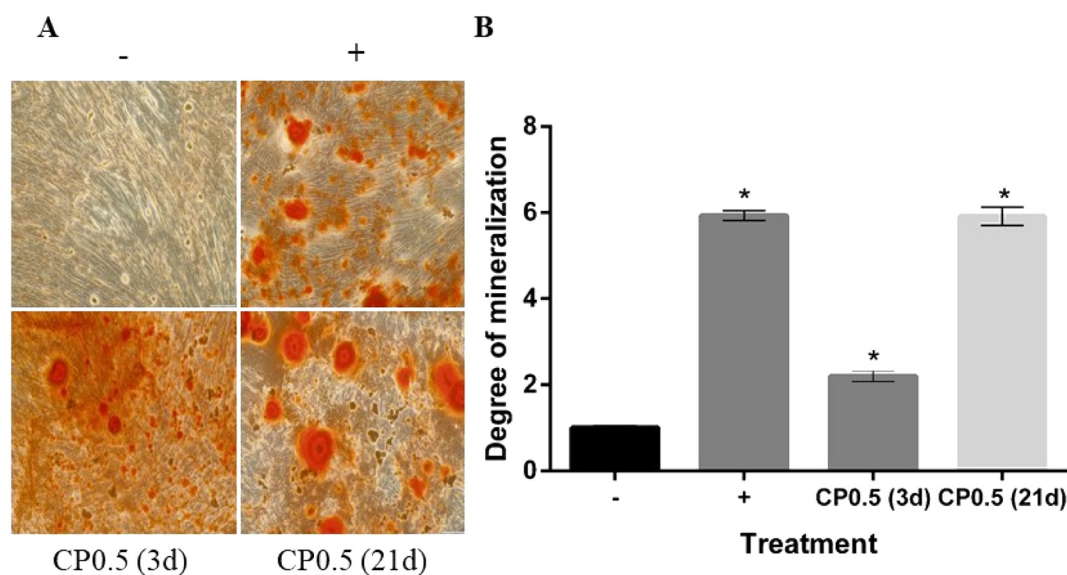 A
- +
CP0.5 (3d) CP0.5 (21d)
B
Degree of mineralization
8
6
4
2
0
*
*
*
- + CP0.5 (3d) CP0.5 (21d)
Treatment